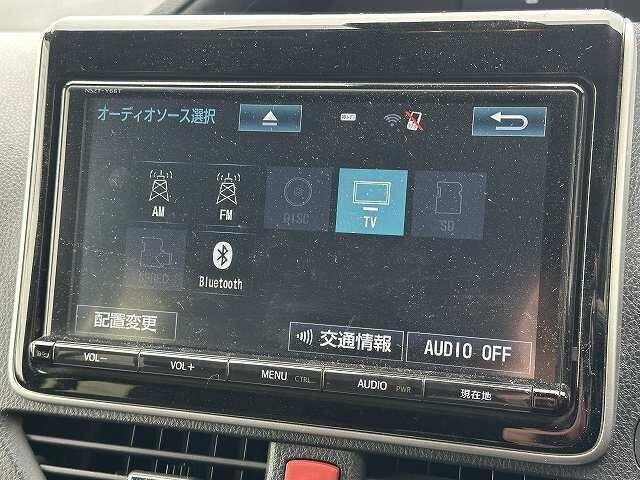 NSZT-Y66T
オーディオソース選択
AM
FM
DISC
TV
SD
Bluetooth
配置変更
交通情報
AUDIO OFF
VOL−
VOL+
MENU CTRL
AUDIO PWR
現在地